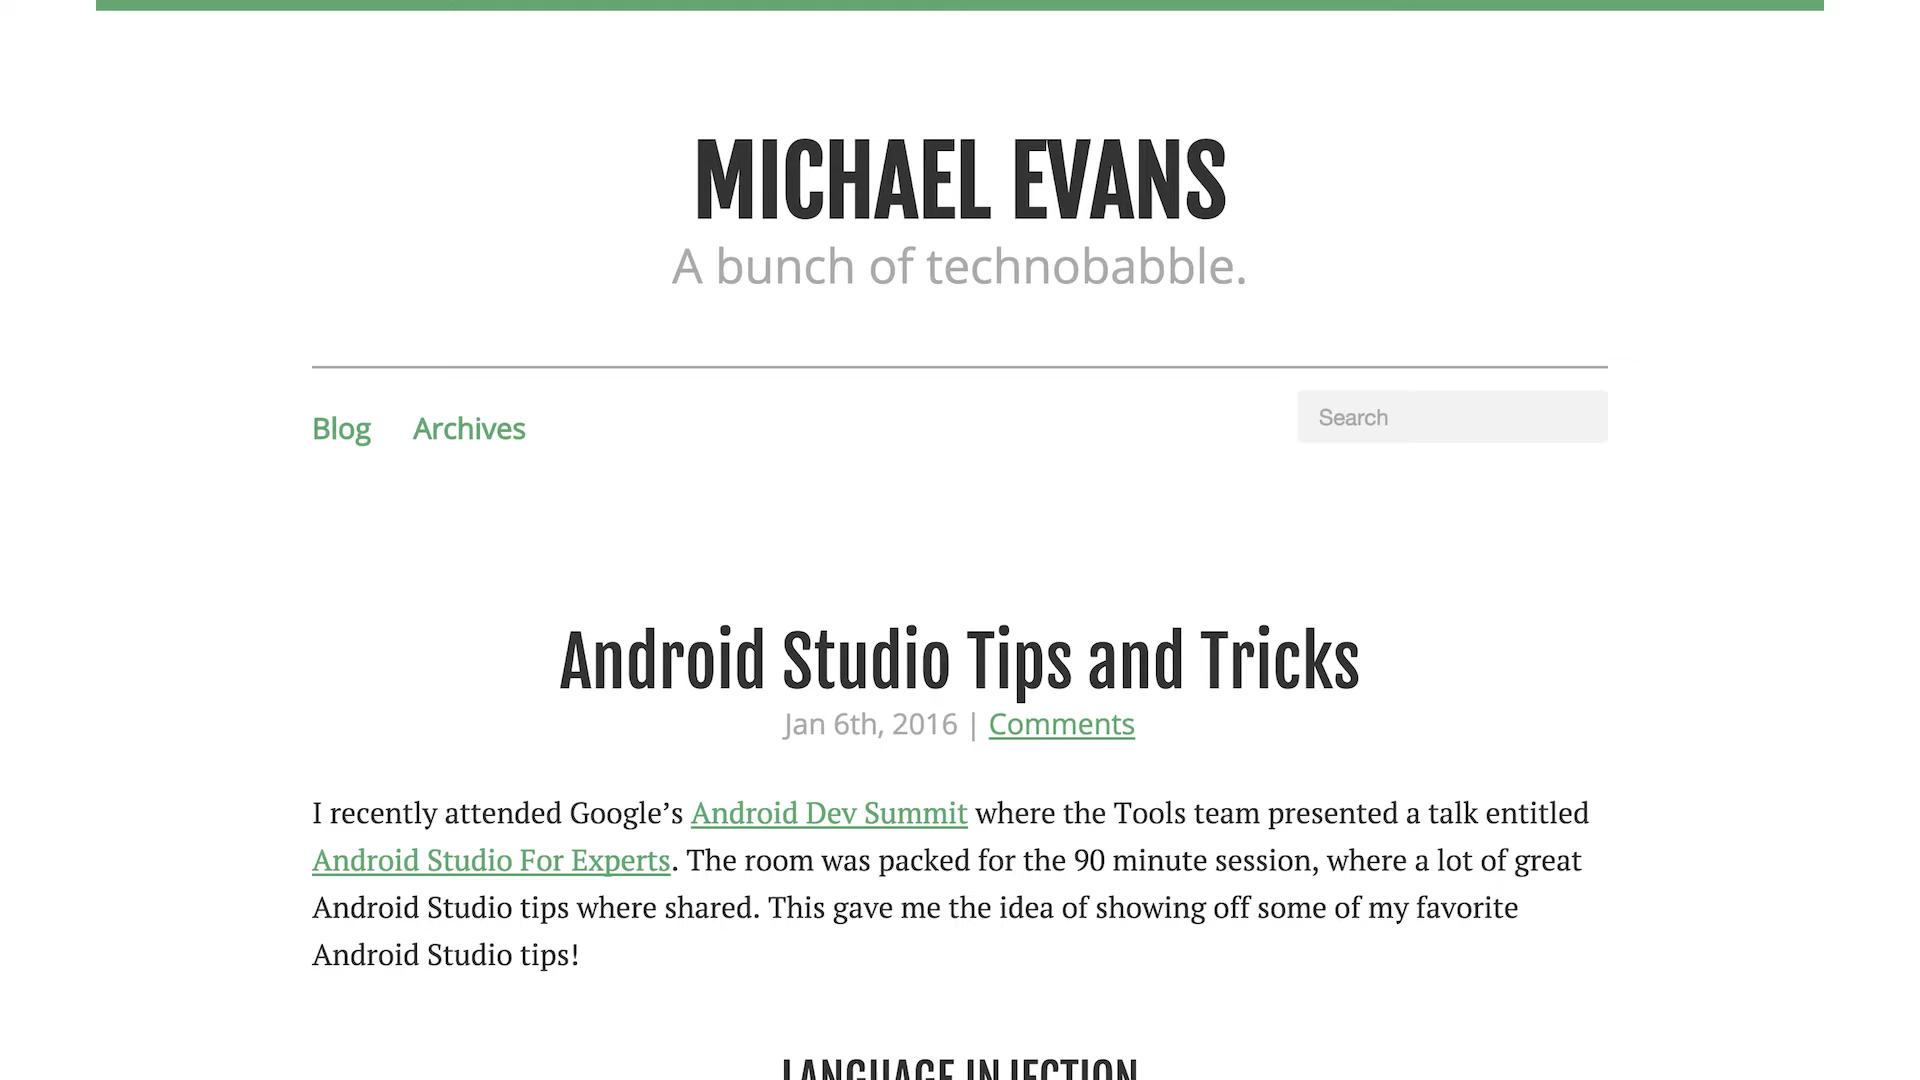 MICHAEL EVANS
A bunch of technobabble.
Blog Archives Search
Android Studio Tips and Tricks
Jan 6th, 2016 | Comments
I recently attended Google’s Android Dev Summit where the Tools team presented a talk entitled
Android Studio For Experts. The room was packed for the 90 minute session, where a lot of great
Android Studio tips where shared. This gave me the idea of showing off some of my favorite
Android Studio tips!
LANGUAGE INJECTION